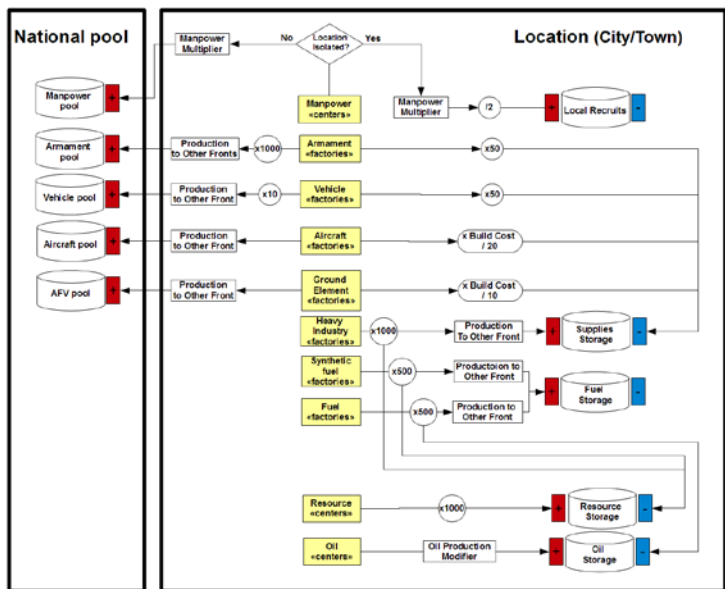 National pool
Location (City/Town)
Manpower
Multiplier
No
Location
Isolated?
Yes
Manpower
pool
+
Manpower
«centers»
Manpower
Multiplier
/2
+
Local Recruits
-
Armament
pool
+
Production
to Other Fronts
x1000
Armament
«factories»
x50
Vehicle pool
+
Production
to Other Front
x10
Vehicle
«factories»
x50
Aircraft pool
+
Production
to Other Front
Aircraft
«factories»
x Build Cost
/ 20
AFV pool
+
Production
to Other Front
Ground
Element
«factories»
x Build Cost
/ 10
Heavy
Industry
«factories»
x1000
Production
To Other Front
+
Supplies
Storage
-
Synthetic
fuel
«factories»
x500
Productoion to
Other Front
+
Fuel
Storage
-
Fuel
«factories»
x500
Production to
Other Front
Resource
«centers»
x1000
+
Resource
Storage
-
Oil
«centers»
Oil Production
Modifier
+
Oil
Storage
-